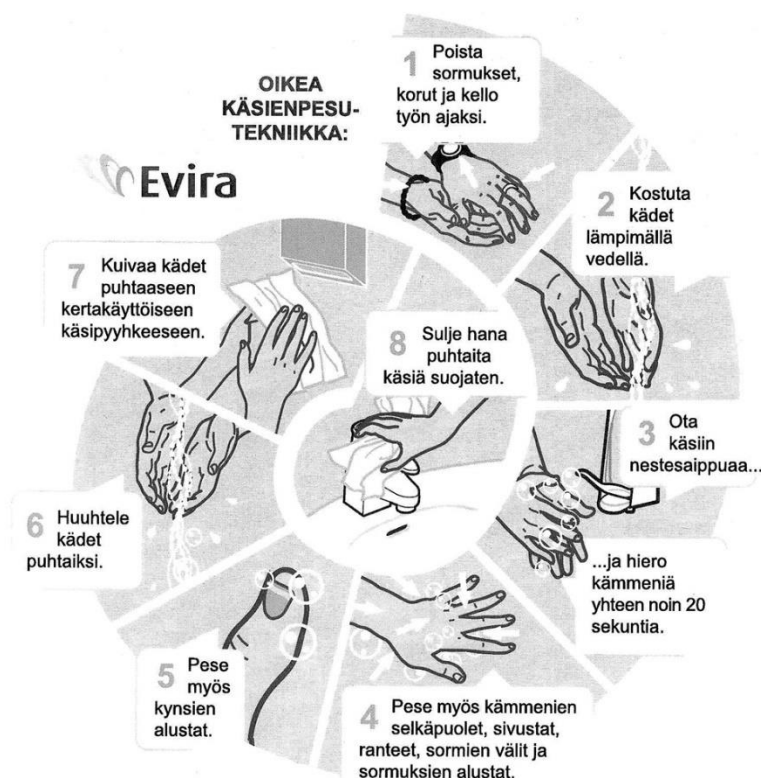 OIKEA
KÄSIENPESU-
TEKNIIKKA:
Evira
1 Poista
sormukset,
korut ja kello
työn ajaksi.
2 Kostuta
kädet
lämpimällä
vedellä.
3 Ota
käsiin
nestesaippuaa...
...ja hiero
kämmeniä
yhteen noin 20
sekuntia.
4 Pese myös kämmenien
selkäpuolet, sivustat,
ranteet, sormien välit ja
sormuksien alustat.
5 Pese
myös
kynsien
alustat.
6 Huuhtele
kädet
puhtaiksi.
7 Kuivaa kädet
puhtaaseen
kertakäyttöiseen
käsipyyhkeeseen.
8 Sulje hana
puhtaita
käsiä suojaten.